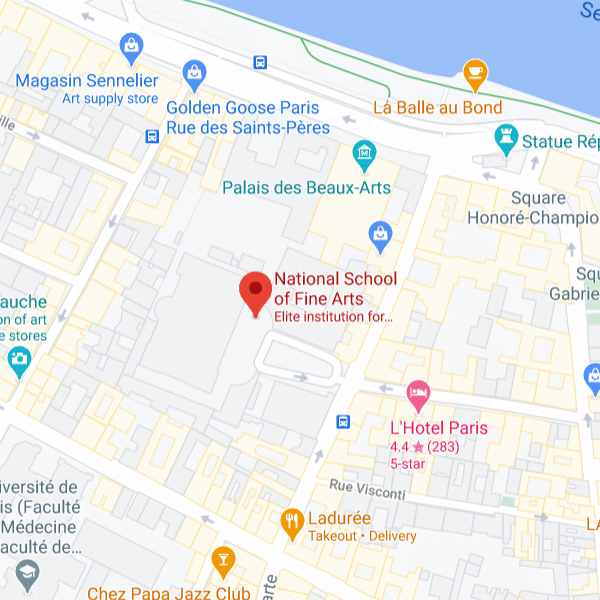 Se
Magasin Sennelier
Art supply store
Golden Goose Paris
Rue des Saints-Pères
La Balle au Bond
Statue Rép
Palais des Beaux-Arts
Square
Honoré-Champio
Squ
Gabrie
National School
of Fine Arts
Elite institution for...
auche
on of art
e stores
ille
L'Hotel Paris
4.4 ★ (283)
5-star
Rue Visconti
Ladurée
Takeout • Delivery
LA
iversité de
is (Faculté
Médecine
aculté de...
Chez Papa Jazz Club
arte